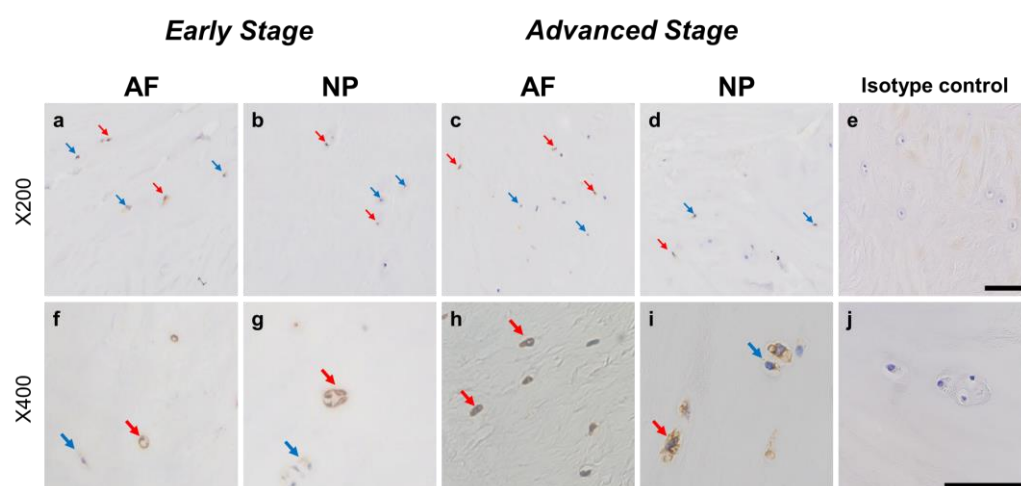 Early Stage Advanced Stage
AF NP AF NP Isotype control
a b c d e
X200
f g h i j
X400